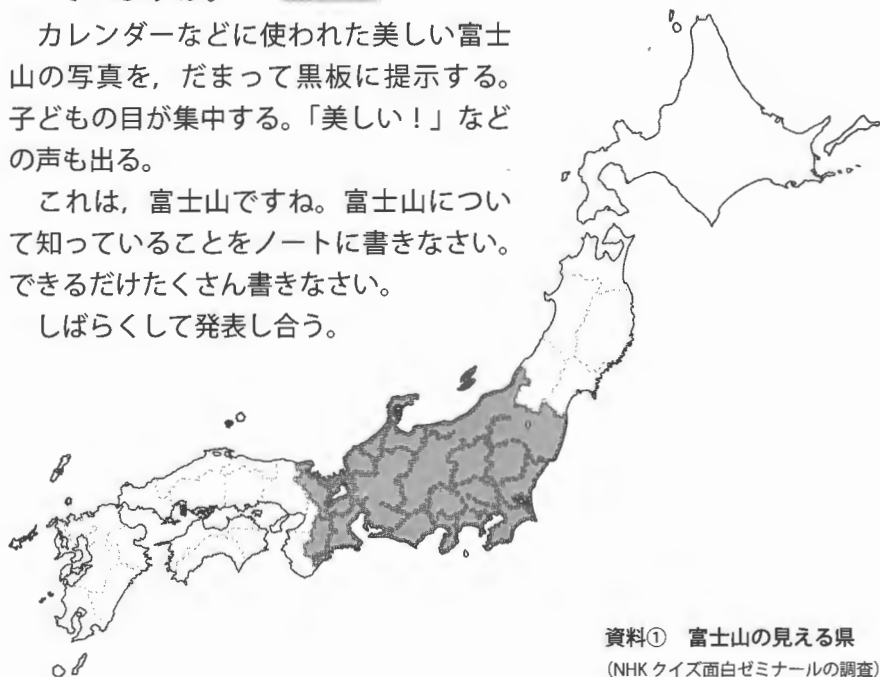 カレンダーなどに使われた美しい富士
山の写真を，だまって黒板に提示する。
子どもの目が集中する。「美しい！」など
の声も出る。
これは，富士山ですね。富士山につい
て知っていることをノートに書きなさい。
できるだけたくさん書きなさい。
しばらくして発表し合う。
資料① 富士山の見える県
（NHK クイズ面白ゼミナールの調査）